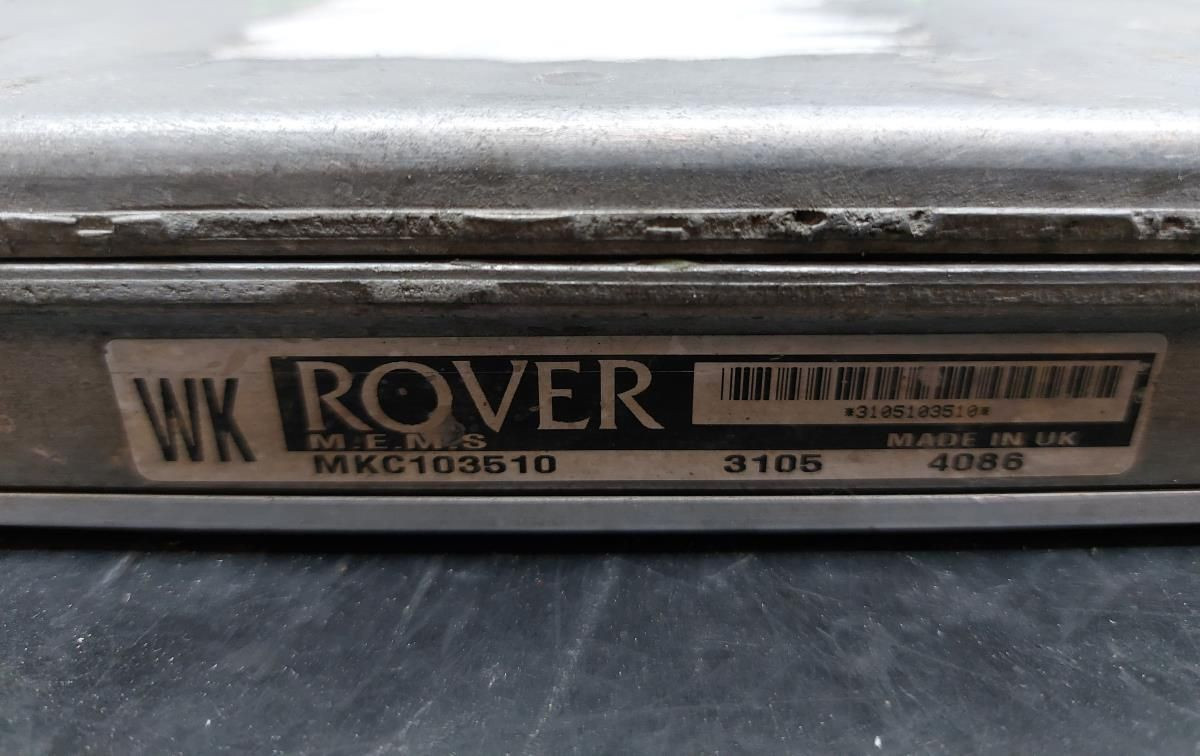 WK
ROVER
M.E.M.S
*3105103510*
MADE IN UK
MKC103510 3105 4086